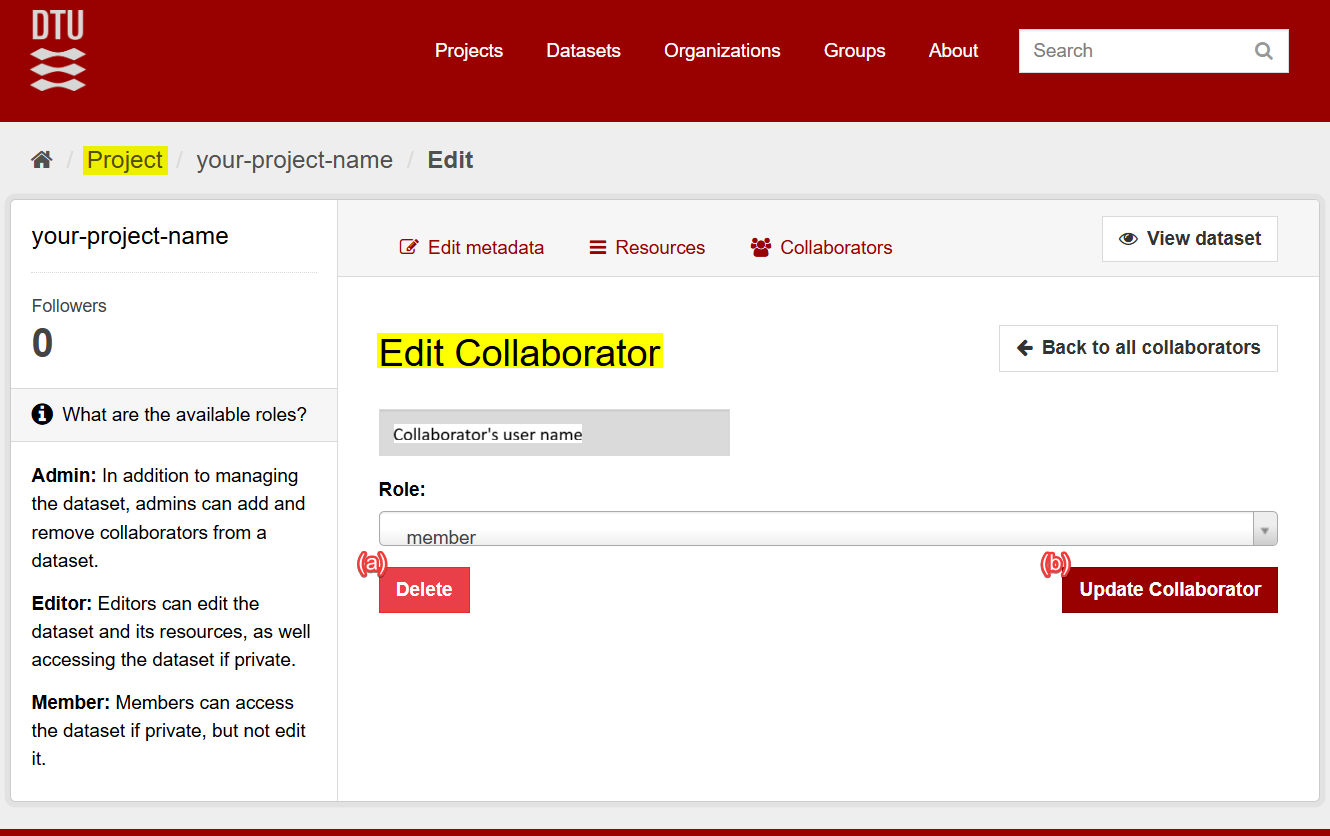 DTU
Projects Datasets Organizations Groups About Search
/ Project / your-project-name / Edit
your-project-name
Followers
0
What are the available roles?
Admin: In addition to managing
the dataset, admins can add and
remove collaborators from a
dataset.
Editor: Editors can edit the
dataset and its resources, as well
accessing the dataset if private.
Member: Members can access
the dataset if private, but not edit
it.
Edit metadata Resources Collaborators View dataset
Edit Collaborator Back to all collaborators
Collaborator's user name
Role:
member
(a) (b)
Delete Update Collaborator